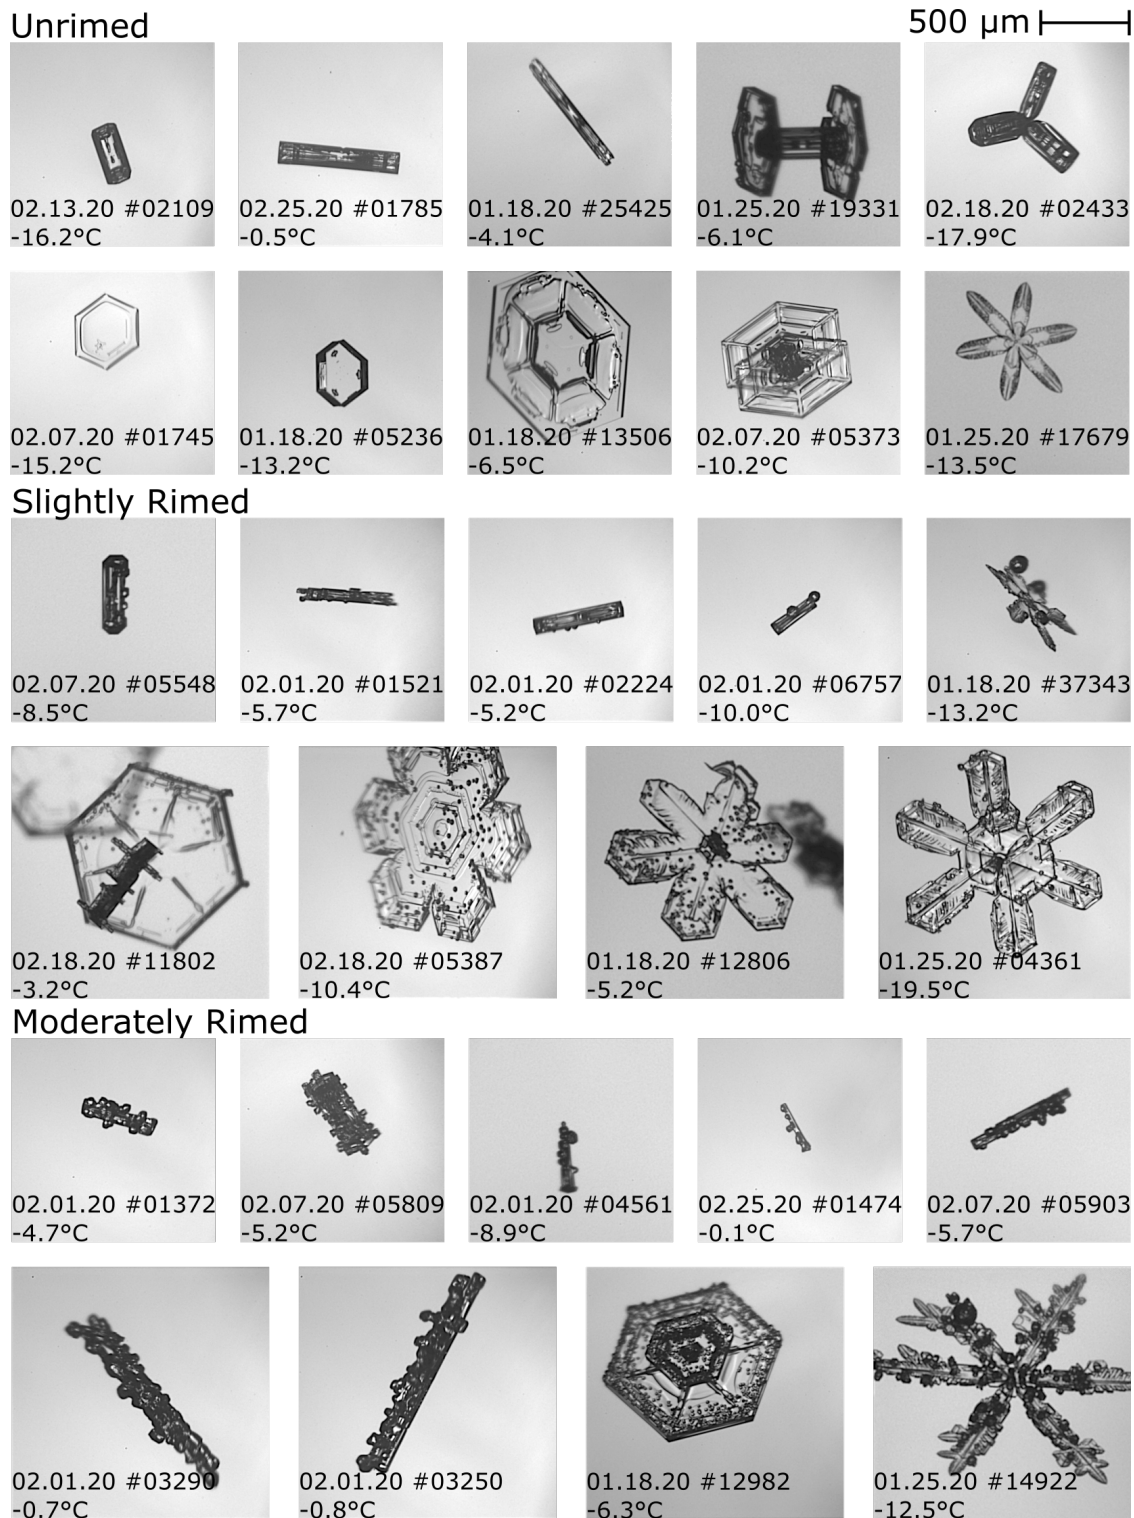 Unrimed
500 µm
02.13.20 #02109
-16.2°C
02.25.20 #01785
-0.5°C
01.18.20 #25425
-4.1°C
01.25.20 #19331
-6.1°C
02.18.20 #02433
-17.9°C
02.07.20 #01745
-15.2°C
01.18.20 #05236
-13.2°C
01.18.20 #13506
-6.5°C
02.07.20 #05373
-10.2°C
01.25.20 #17679
-13.5°C
Slightly Rimed
02.07.20 #05548
-8.5°C
02.01.20 #01521
-5.7°C
02.01.20 #02224
-5.2°C
02.01.20 #06757
-10.0°C
01.18.20 #37343
-13.2°C
02.18.20 #11802
-3.2°C
02.18.20 #05387
-10.4°C
01.18.20 #12806
-5.2°C
01.25.20 #04361
-19.5°C
Moderately Rimed
02.01.20 #01372
-4.7°C
02.07.20 #05809
-5.2°C
02.01.20 #04561
-8.9°C
02.25.20 #01474
-0.1°C
02.07.20 #05903
-5.7°C
02.01.20 #03290
-0.7°C
02.01.20 #03250
-0.8°C
01.18.20 #12982
-6.3°C
01.25.20 #14922
-12.5°C